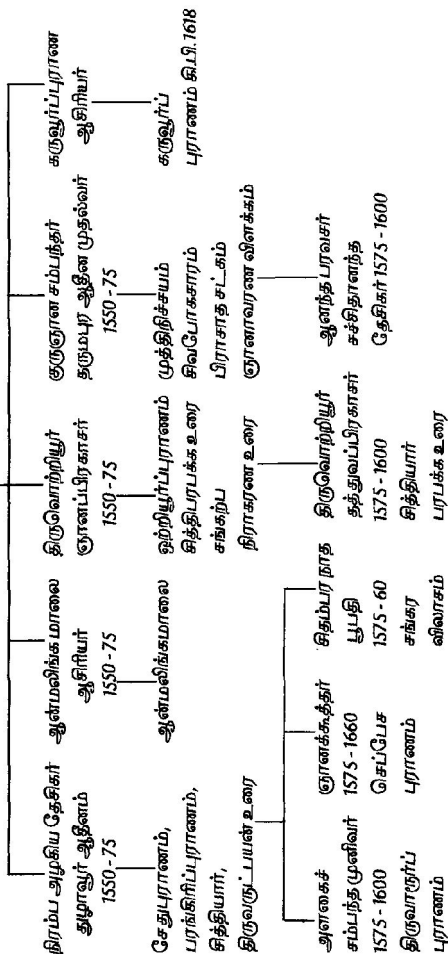 நிரம்ப அழகிய தேசிகர்
துழாவூர் ஆதீனம்
1550 - 75
சேதுபுராணம்,
பரங்கிரிப்புராணம்,
சித்தியார்,
திருவருட்பயன் உரை
ஆன்மலிங்க மாலை
ஆசிரியர்
1550 - 75
ஆன்மலிங்கமாலை
திருவொற்றியூர்
ஞானப்பிரகாசர்
1550 - 75
ஒற்றியூர்ப்புராணம்
சித்திபரபக்க உரை
சங்கற்ப
நிராகரண உரை
குருஞான சம்பந்தர்
தருமபுர ஆதீன முதல்வர்
1550 - 75
முத்திநிச்சயம்
சிவபோகசாரம்
பிராசாத சட்கம்
ஞானாவரண விளக்கம்
கருவூர்ப்புராண
ஆசிரியர்
கருவூர்ப்
புராணம் கி.பி. 1618
அளகைச்
சம்பந்த முனிவர்
1575 - 1600
திருவாரூர்ப்
புராணம்
ஞானக்கூத்தர்
1575 - 1660
செப்பேச
புராணம்
சிதம்பர நாத
பூபதி
1575 - 60
சங்கர
விலாசம்
திருவொற்றியூர்
தத்துவப்பிரகாசர்
1575 - 1600
சித்தியார்
பரபக்க உரை
ஆனந்த பரவசர்
சச்சிதானந்த
தேசிகர் 1575 - 1600